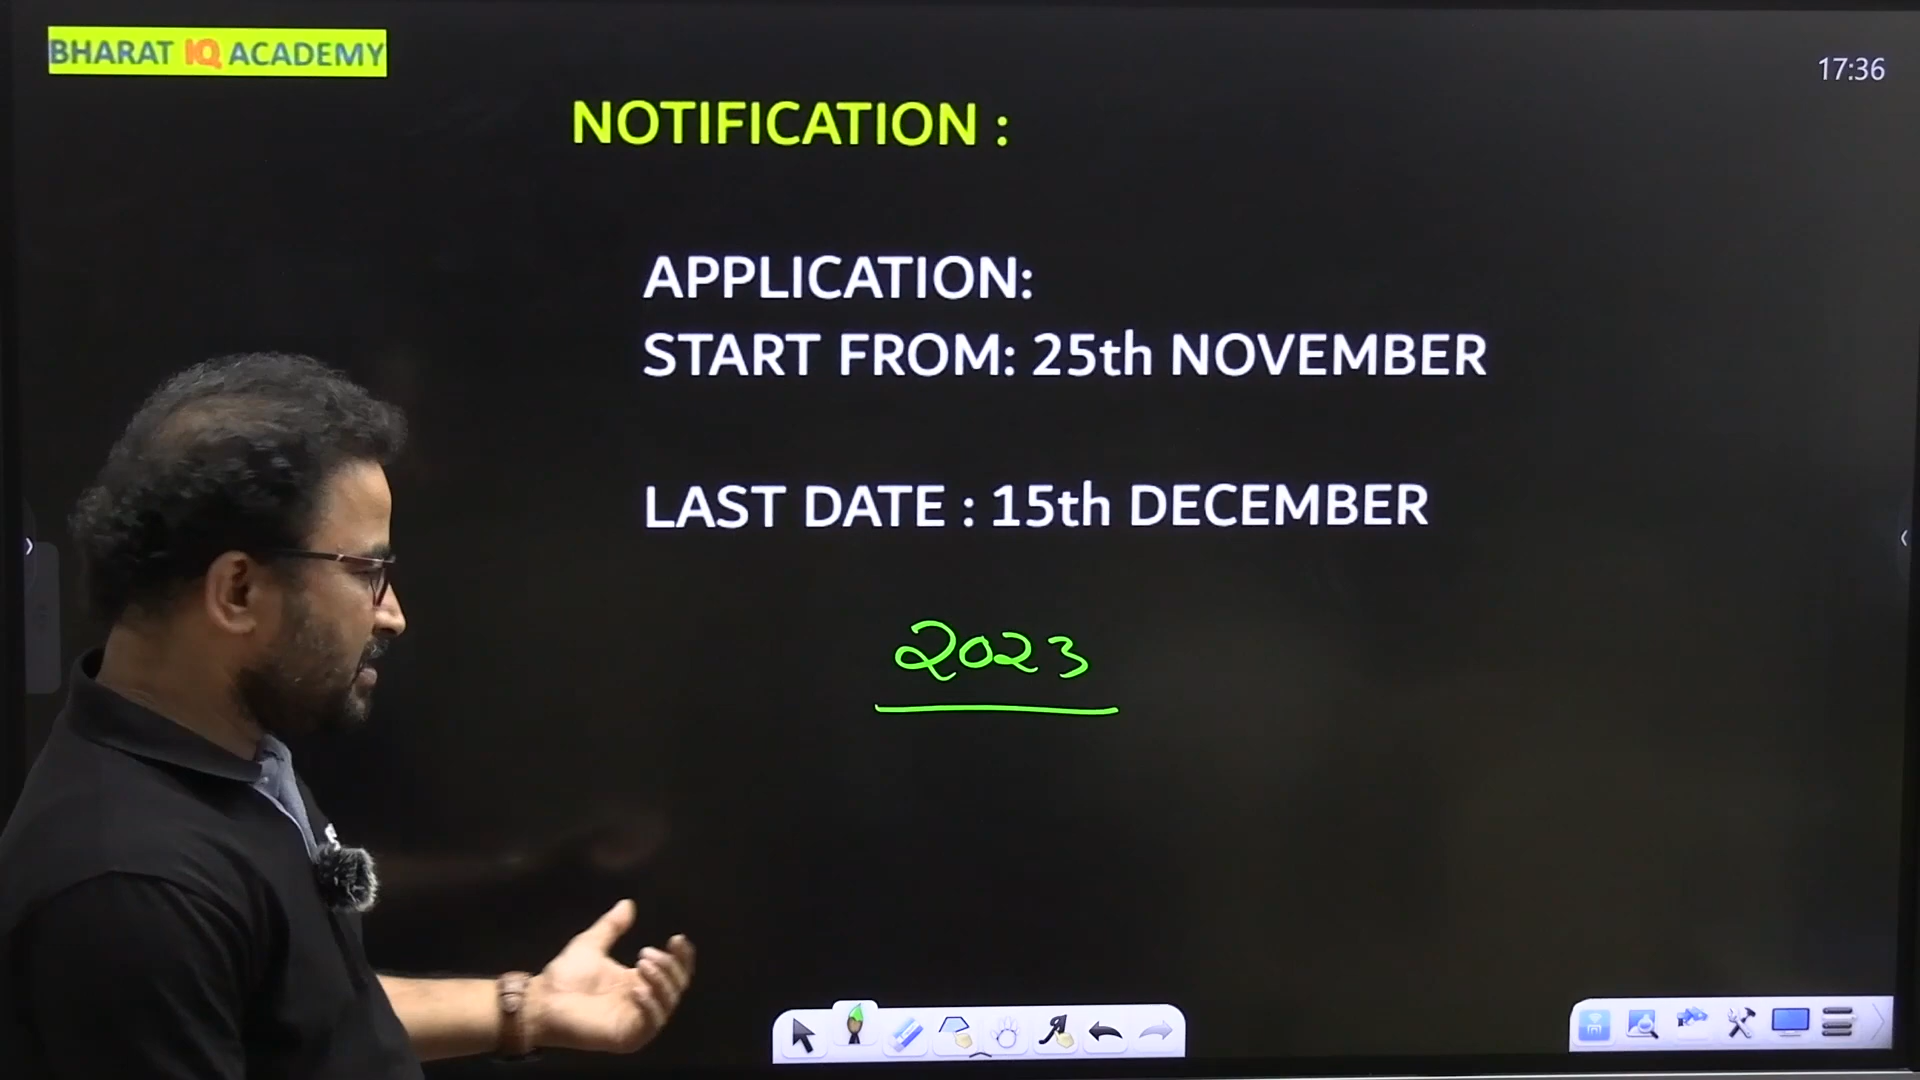 BHARAT IQ ACADEMY
17:36
NOTIFICATION :
APPLICATION:
START FROM: 25th NOVEMBER
LAST DATE : 15th DECEMBER
2023